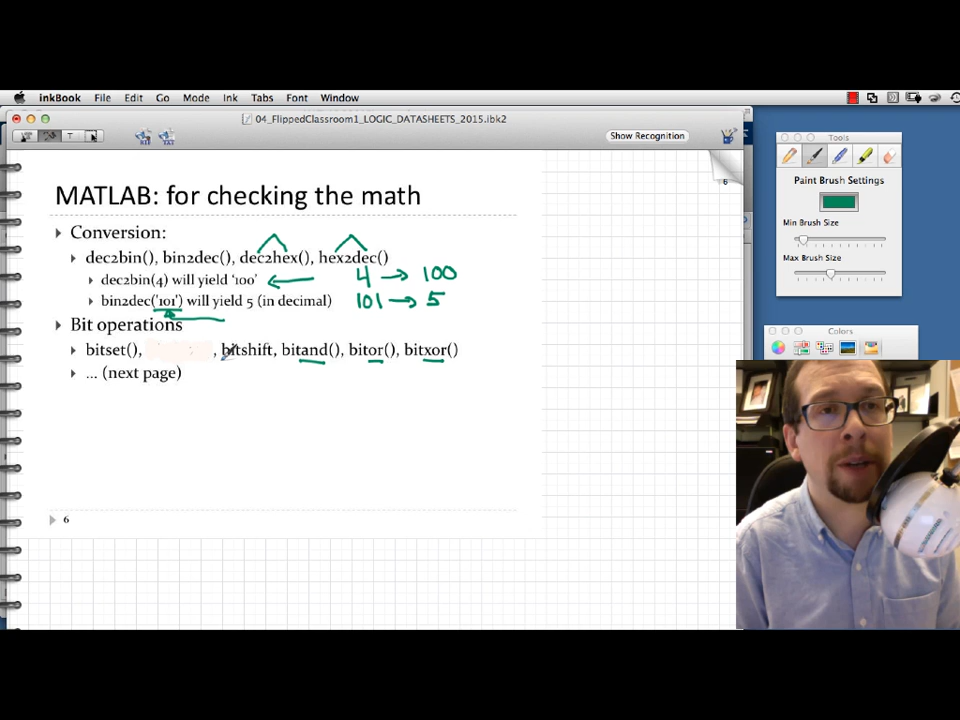 inkBook File Edit Go Mode Ink Tabs Font Window
04_FlippedClassroom1_LOGIC_DATASHEETS_2015.ibk2
Show Recognition
Tools
Paint Brush Settings
Min Brush Size
Max Brush Size
Colors
6
MATLAB: for checking the math
Conversion:
dec2bin(), bin2dec(), dec2hex(), hex2dec()
dec2bin(4) will yield '100'
4 → 100
bin2dec('101') will yield 5 (in decimal)
101 → 5
Bit operations
bitset(), , bitshift, bitand(), bitor(), bitxor()
... (next page)
6